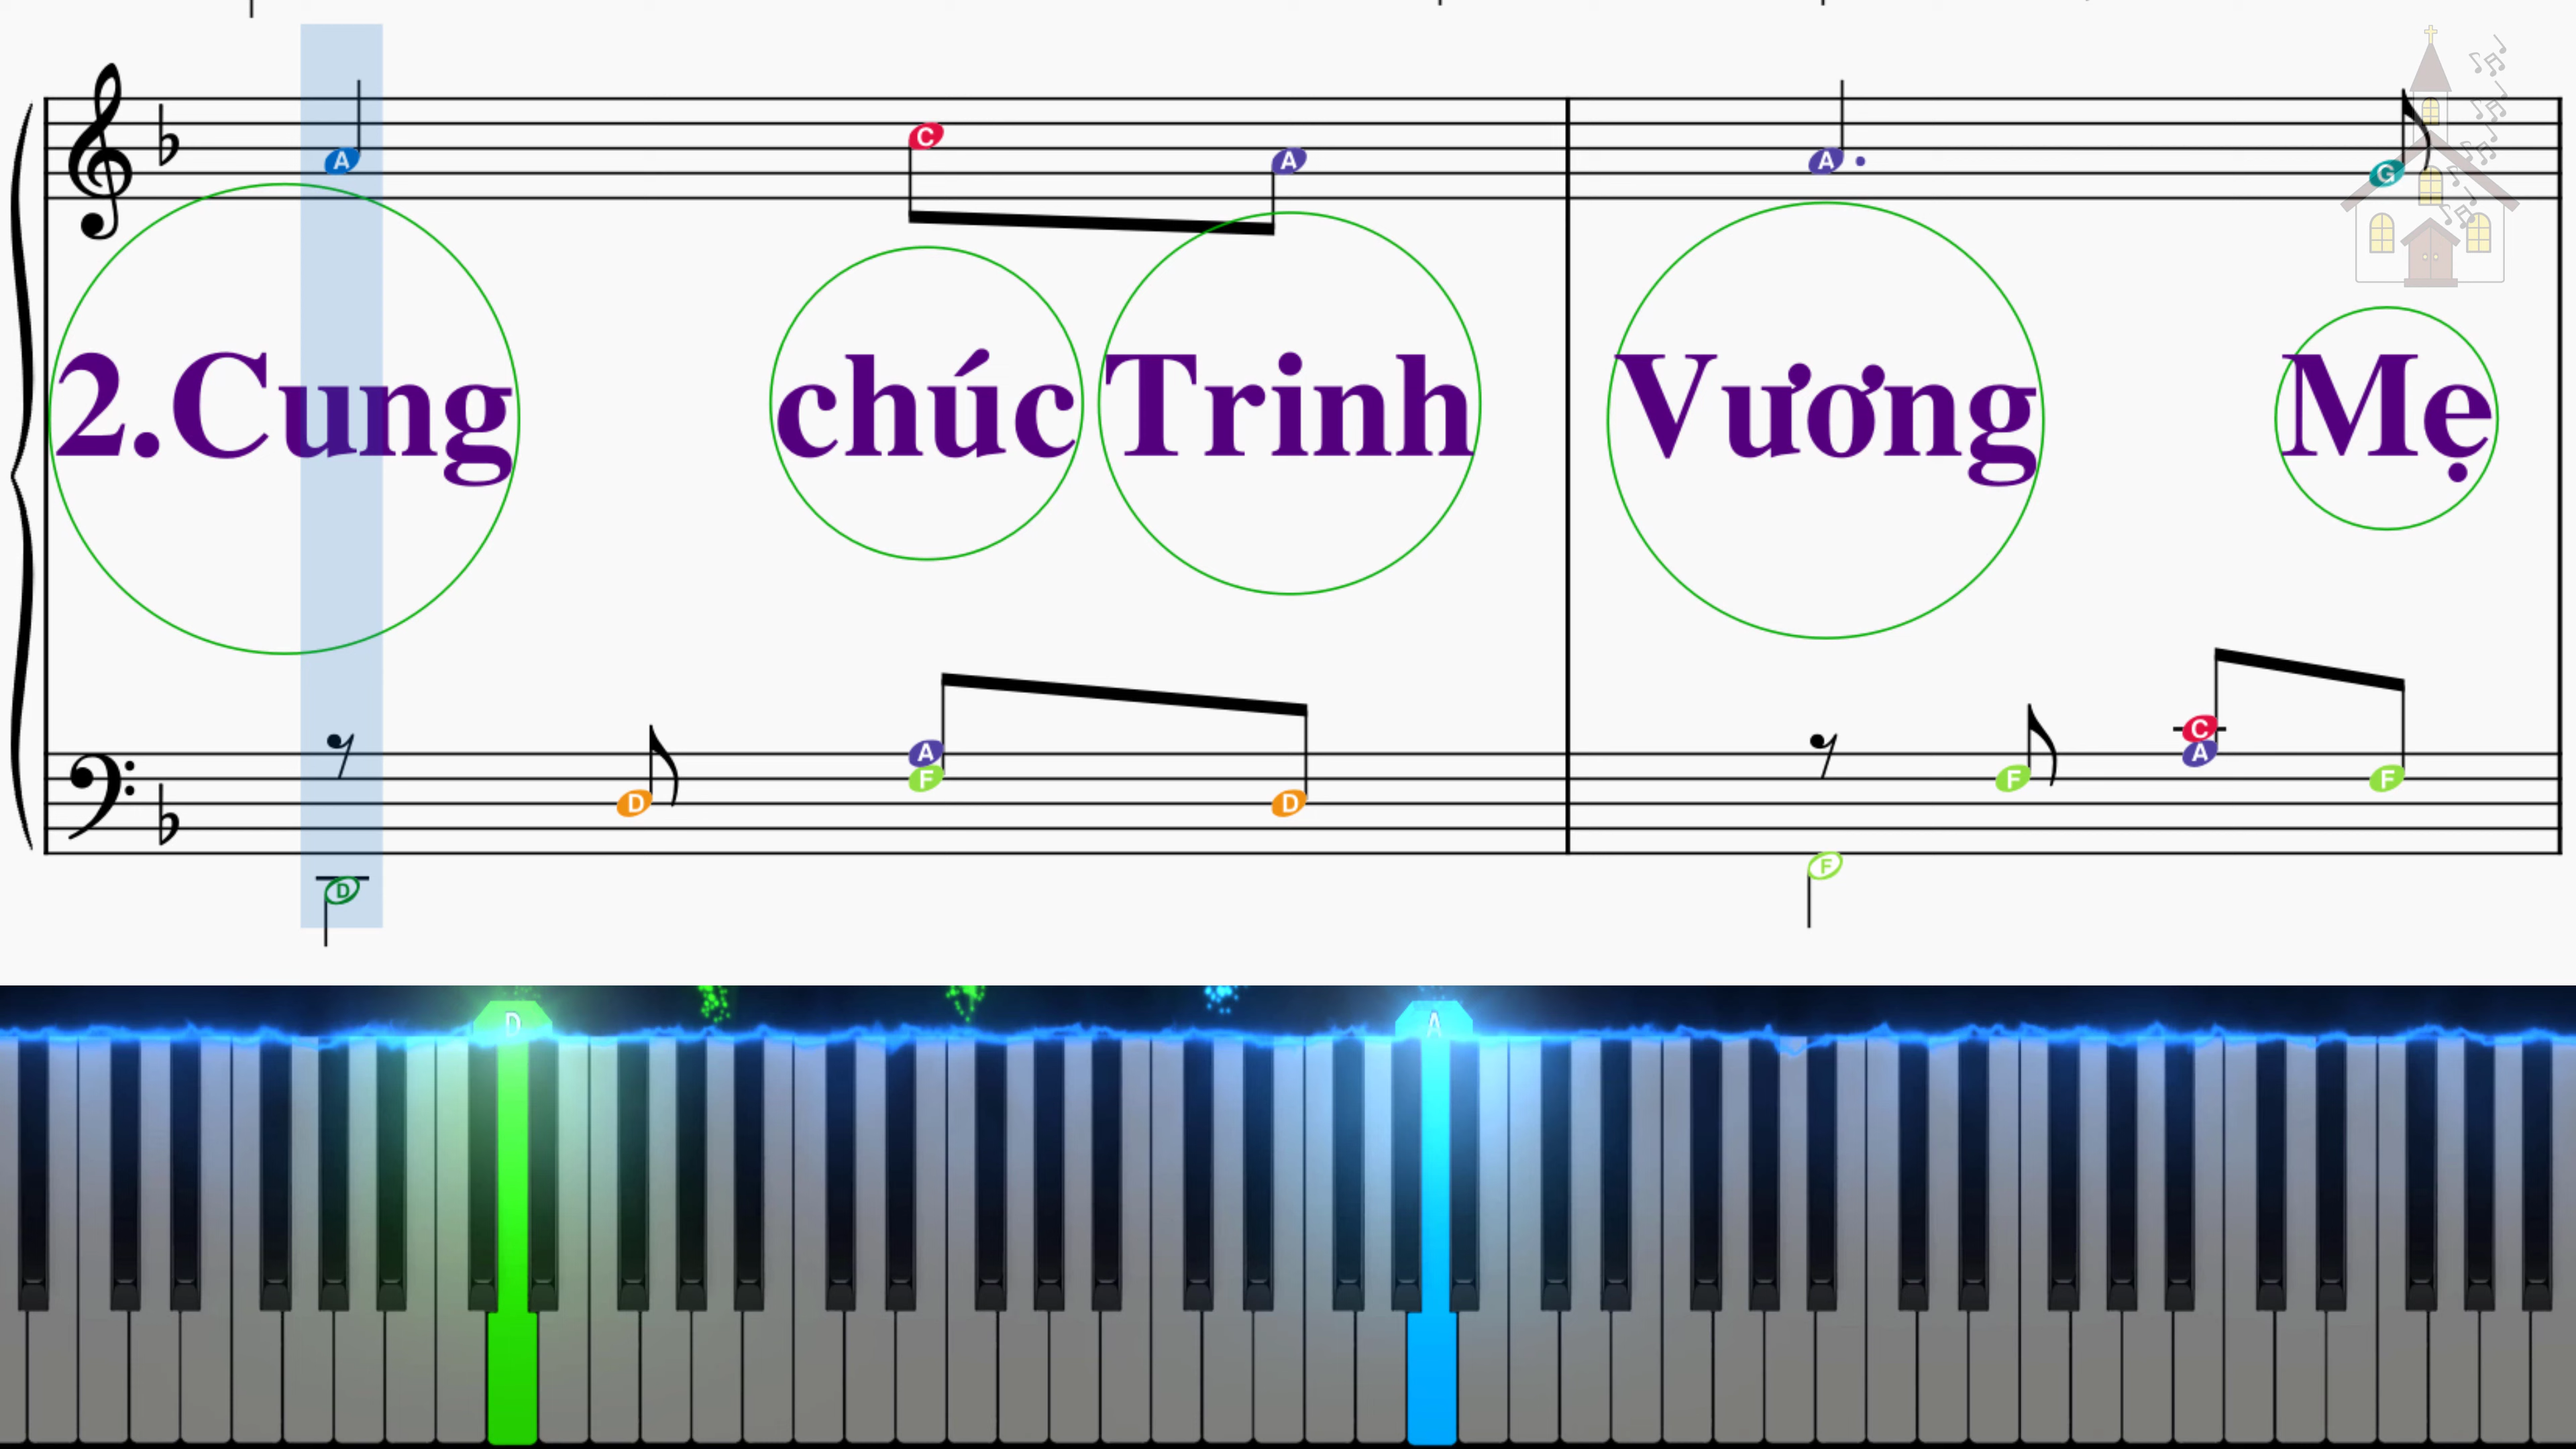 A C A A G
2.Cung chúc Trinh Vương Mẹ
D A F D F C A F
D F
D A